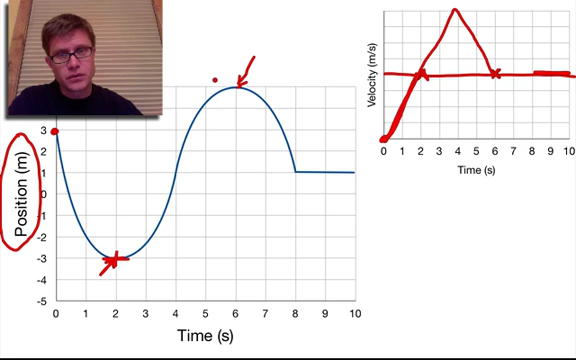 Velocity (m/s)
0 1 2 3 4 5 6 7 8 9 10
Time (s)
Position (m)
3
2
1
0
-1
-2
-3
-4
-5
0 1 2 3 4 5 6 7 8 9 10
Time (s)